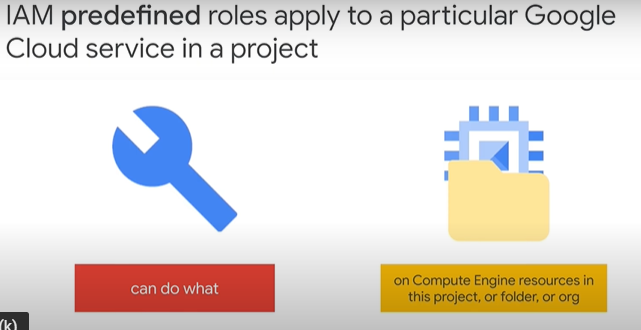 IAM predefined roles apply to a particular Google
Cloud service in a project
can do what
on Compute Engine resources in
this project, or folder, or org
(k)